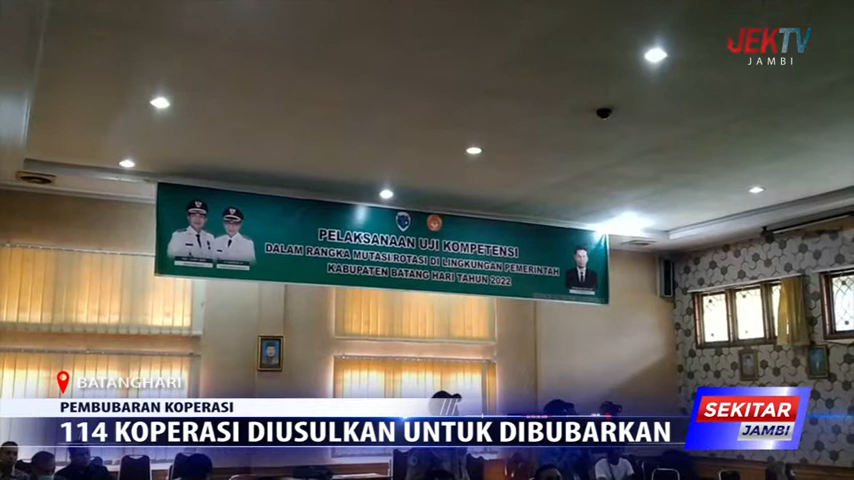 JEKTV
JAMBI
PELAKSANAAN UJI KOMPETENSI
DALAM RANGKA MUTASI ROTASI DI LINGKUNGAN PEMERINTAH
KABUPATEN BATANG HARI TAHUN 2022
BATANGHARI
PEMBUBARAN KOPERASI
114 KOPERASI DIUSULKAN UNTUK DIBUBARKAN
SEKITAR
JAMBI